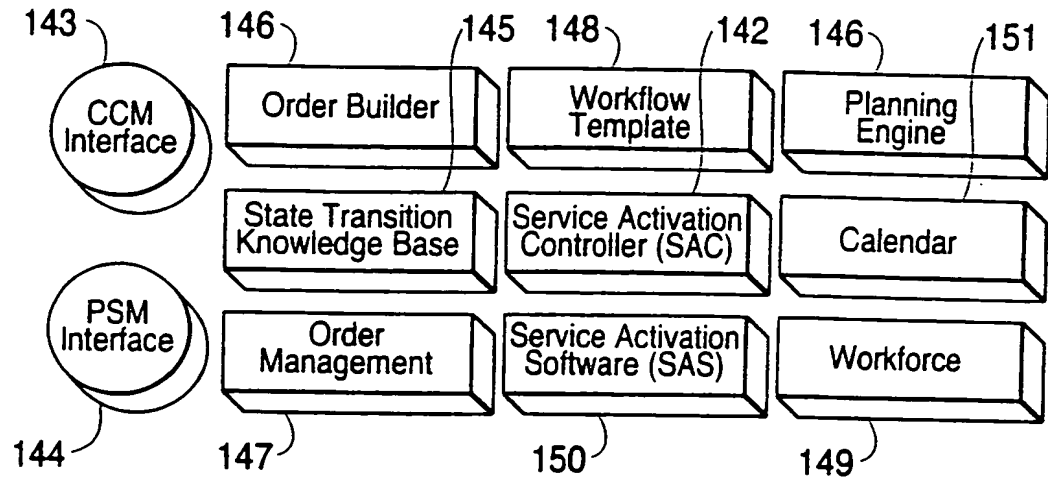 143
146
145
148
142
146
151
CCM
Interface
Order Builder
Workflow
Template
Planning
Engine
State Transition
Knowledge Base
Service Activation
Controller (SAC)
Calendar
PSM
Interface
Order
Management
Service Activation
Software (SAS)
Workforce
144
147
150
149